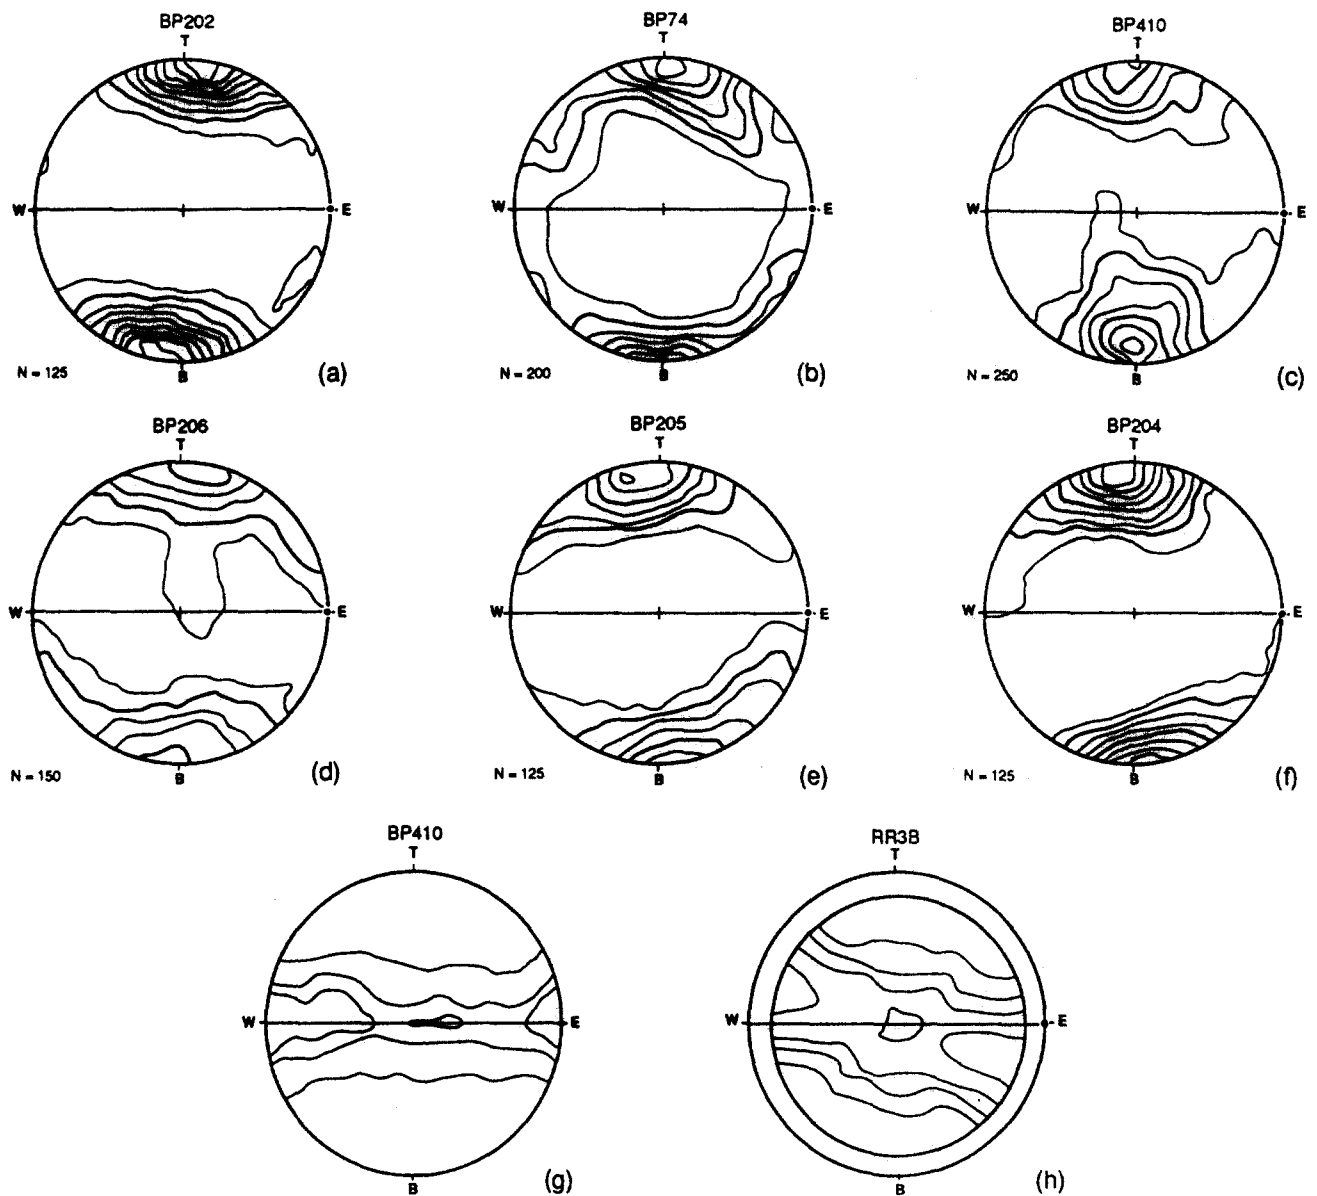 BP202 BP74 BP410
T T T
W E W E W E
N = 125 B (a) N = 200 B (b) N = 250 B (c)
BP206 BP205 BP204
T T T
W E W E W E
N = 150 B (d) N = 125 B (e) N = 125 B (f)
BP410 RR3B
T T
W E W E
B (g) B (h)